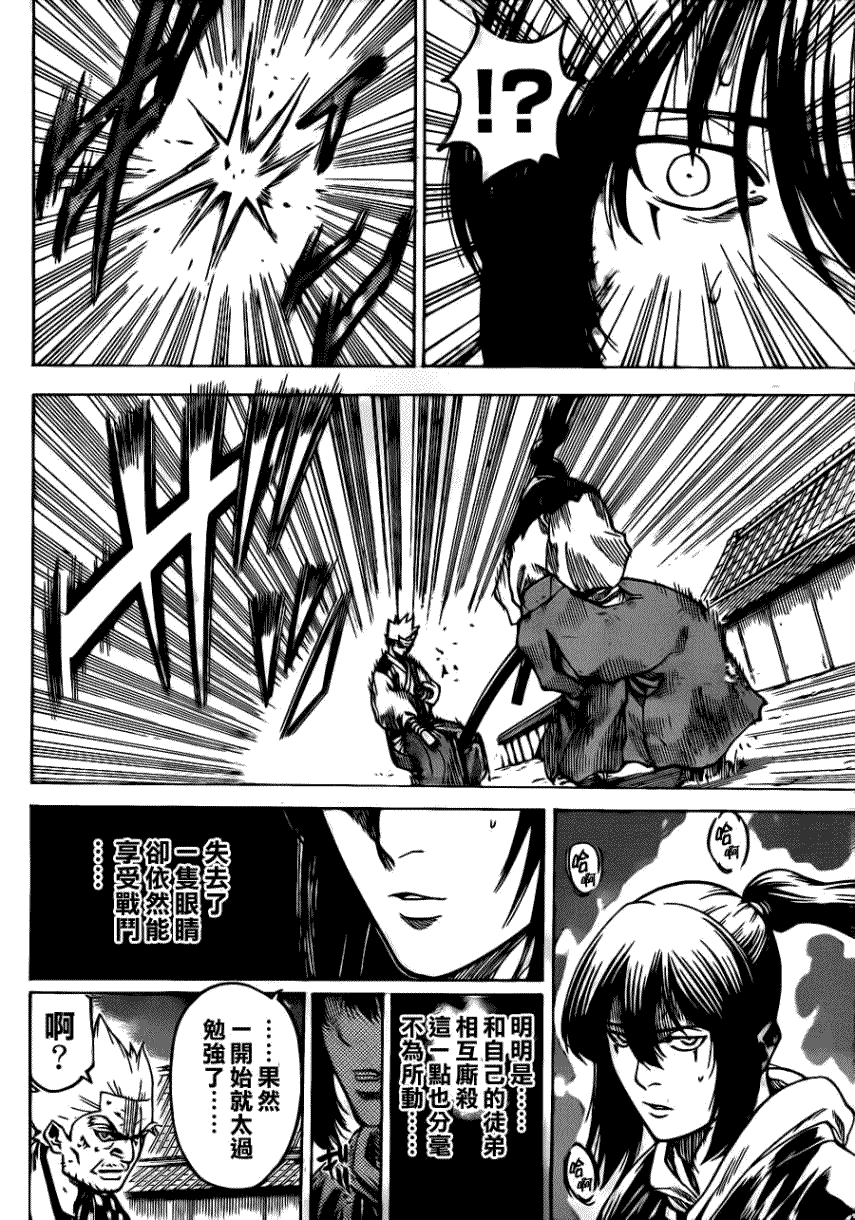 !?
哈
啊
哈
啊
哈
啊
失去了
一隻眼睛
卻依然能
享受戰鬥
……
明明是……
和自己的徒弟
相互廝殺
這一點也分毫
不為所動……
……果然
一開始就太過
勉強了……
啊？